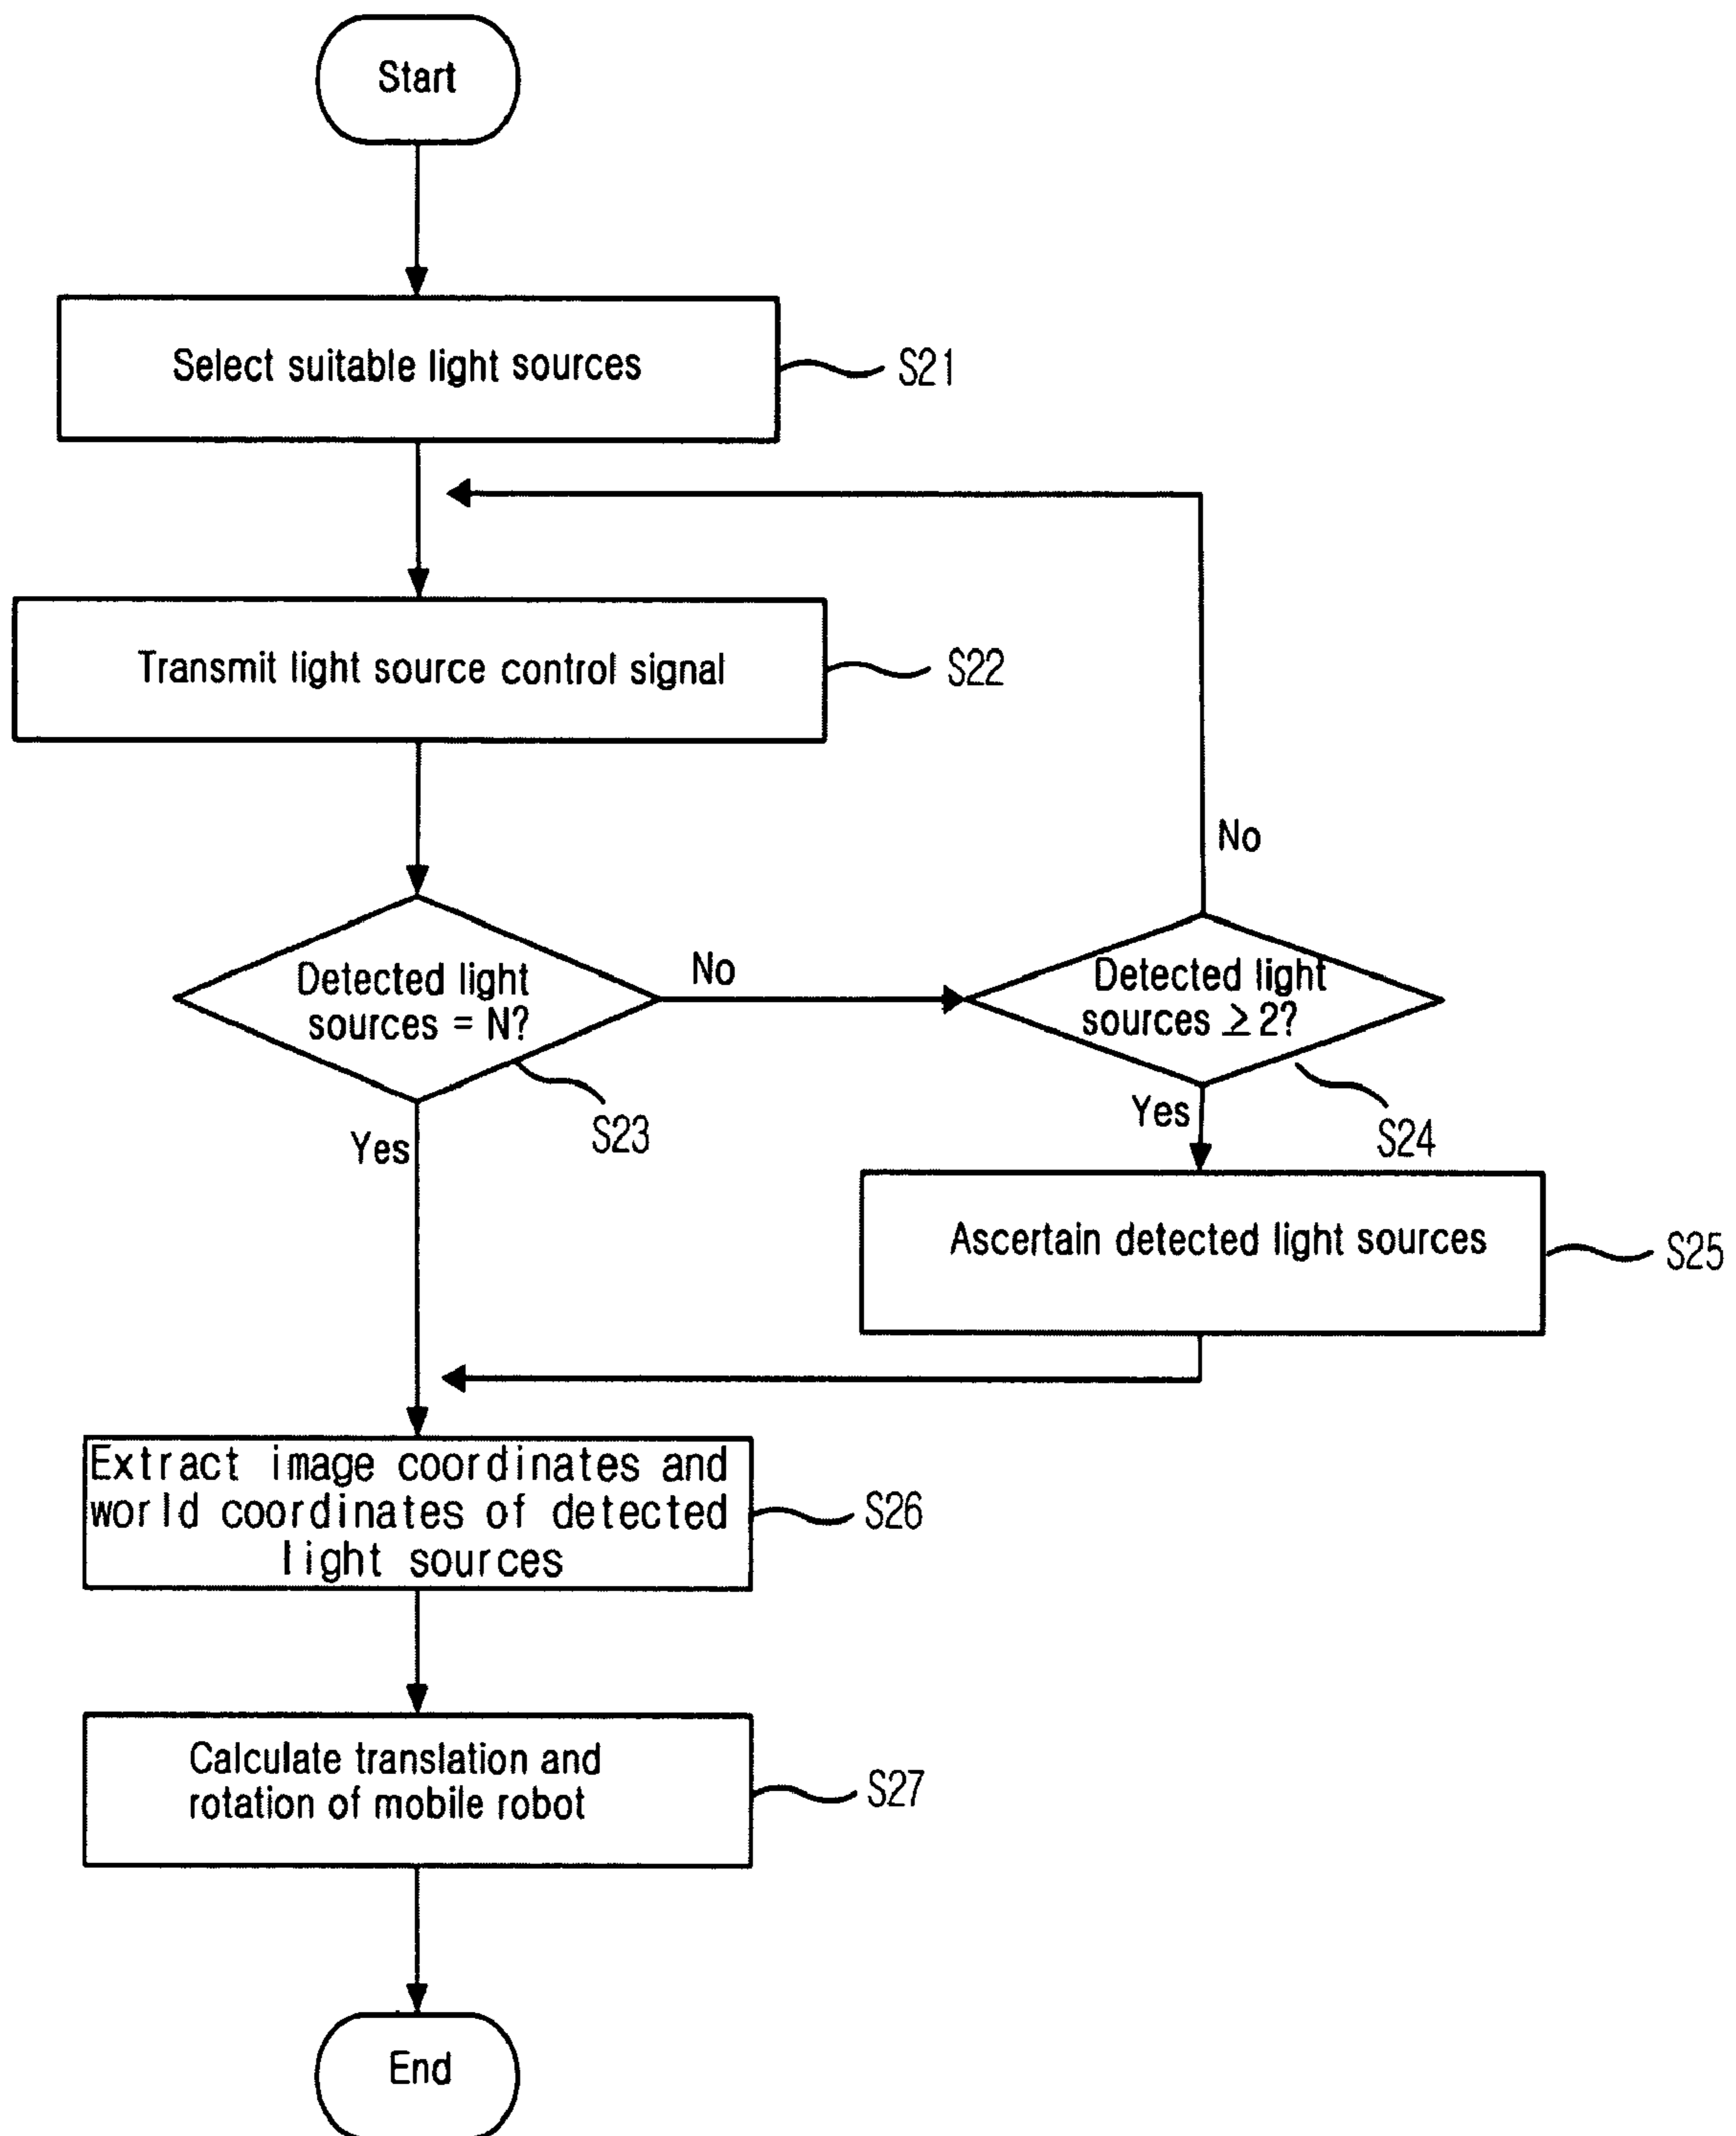 Start
Select suitable light sources
S21
Transmit light source control signal
S22
No
Detected light
sources = N?
No
Detected light
sources ≥ 2?
S23
Yes
Yes
S24
Ascertain detected light sources
S25
Extract image coordinates and
world coordinates of detected
light sources
S26
Calculate translation and
rotation of mobile robot
S27
End